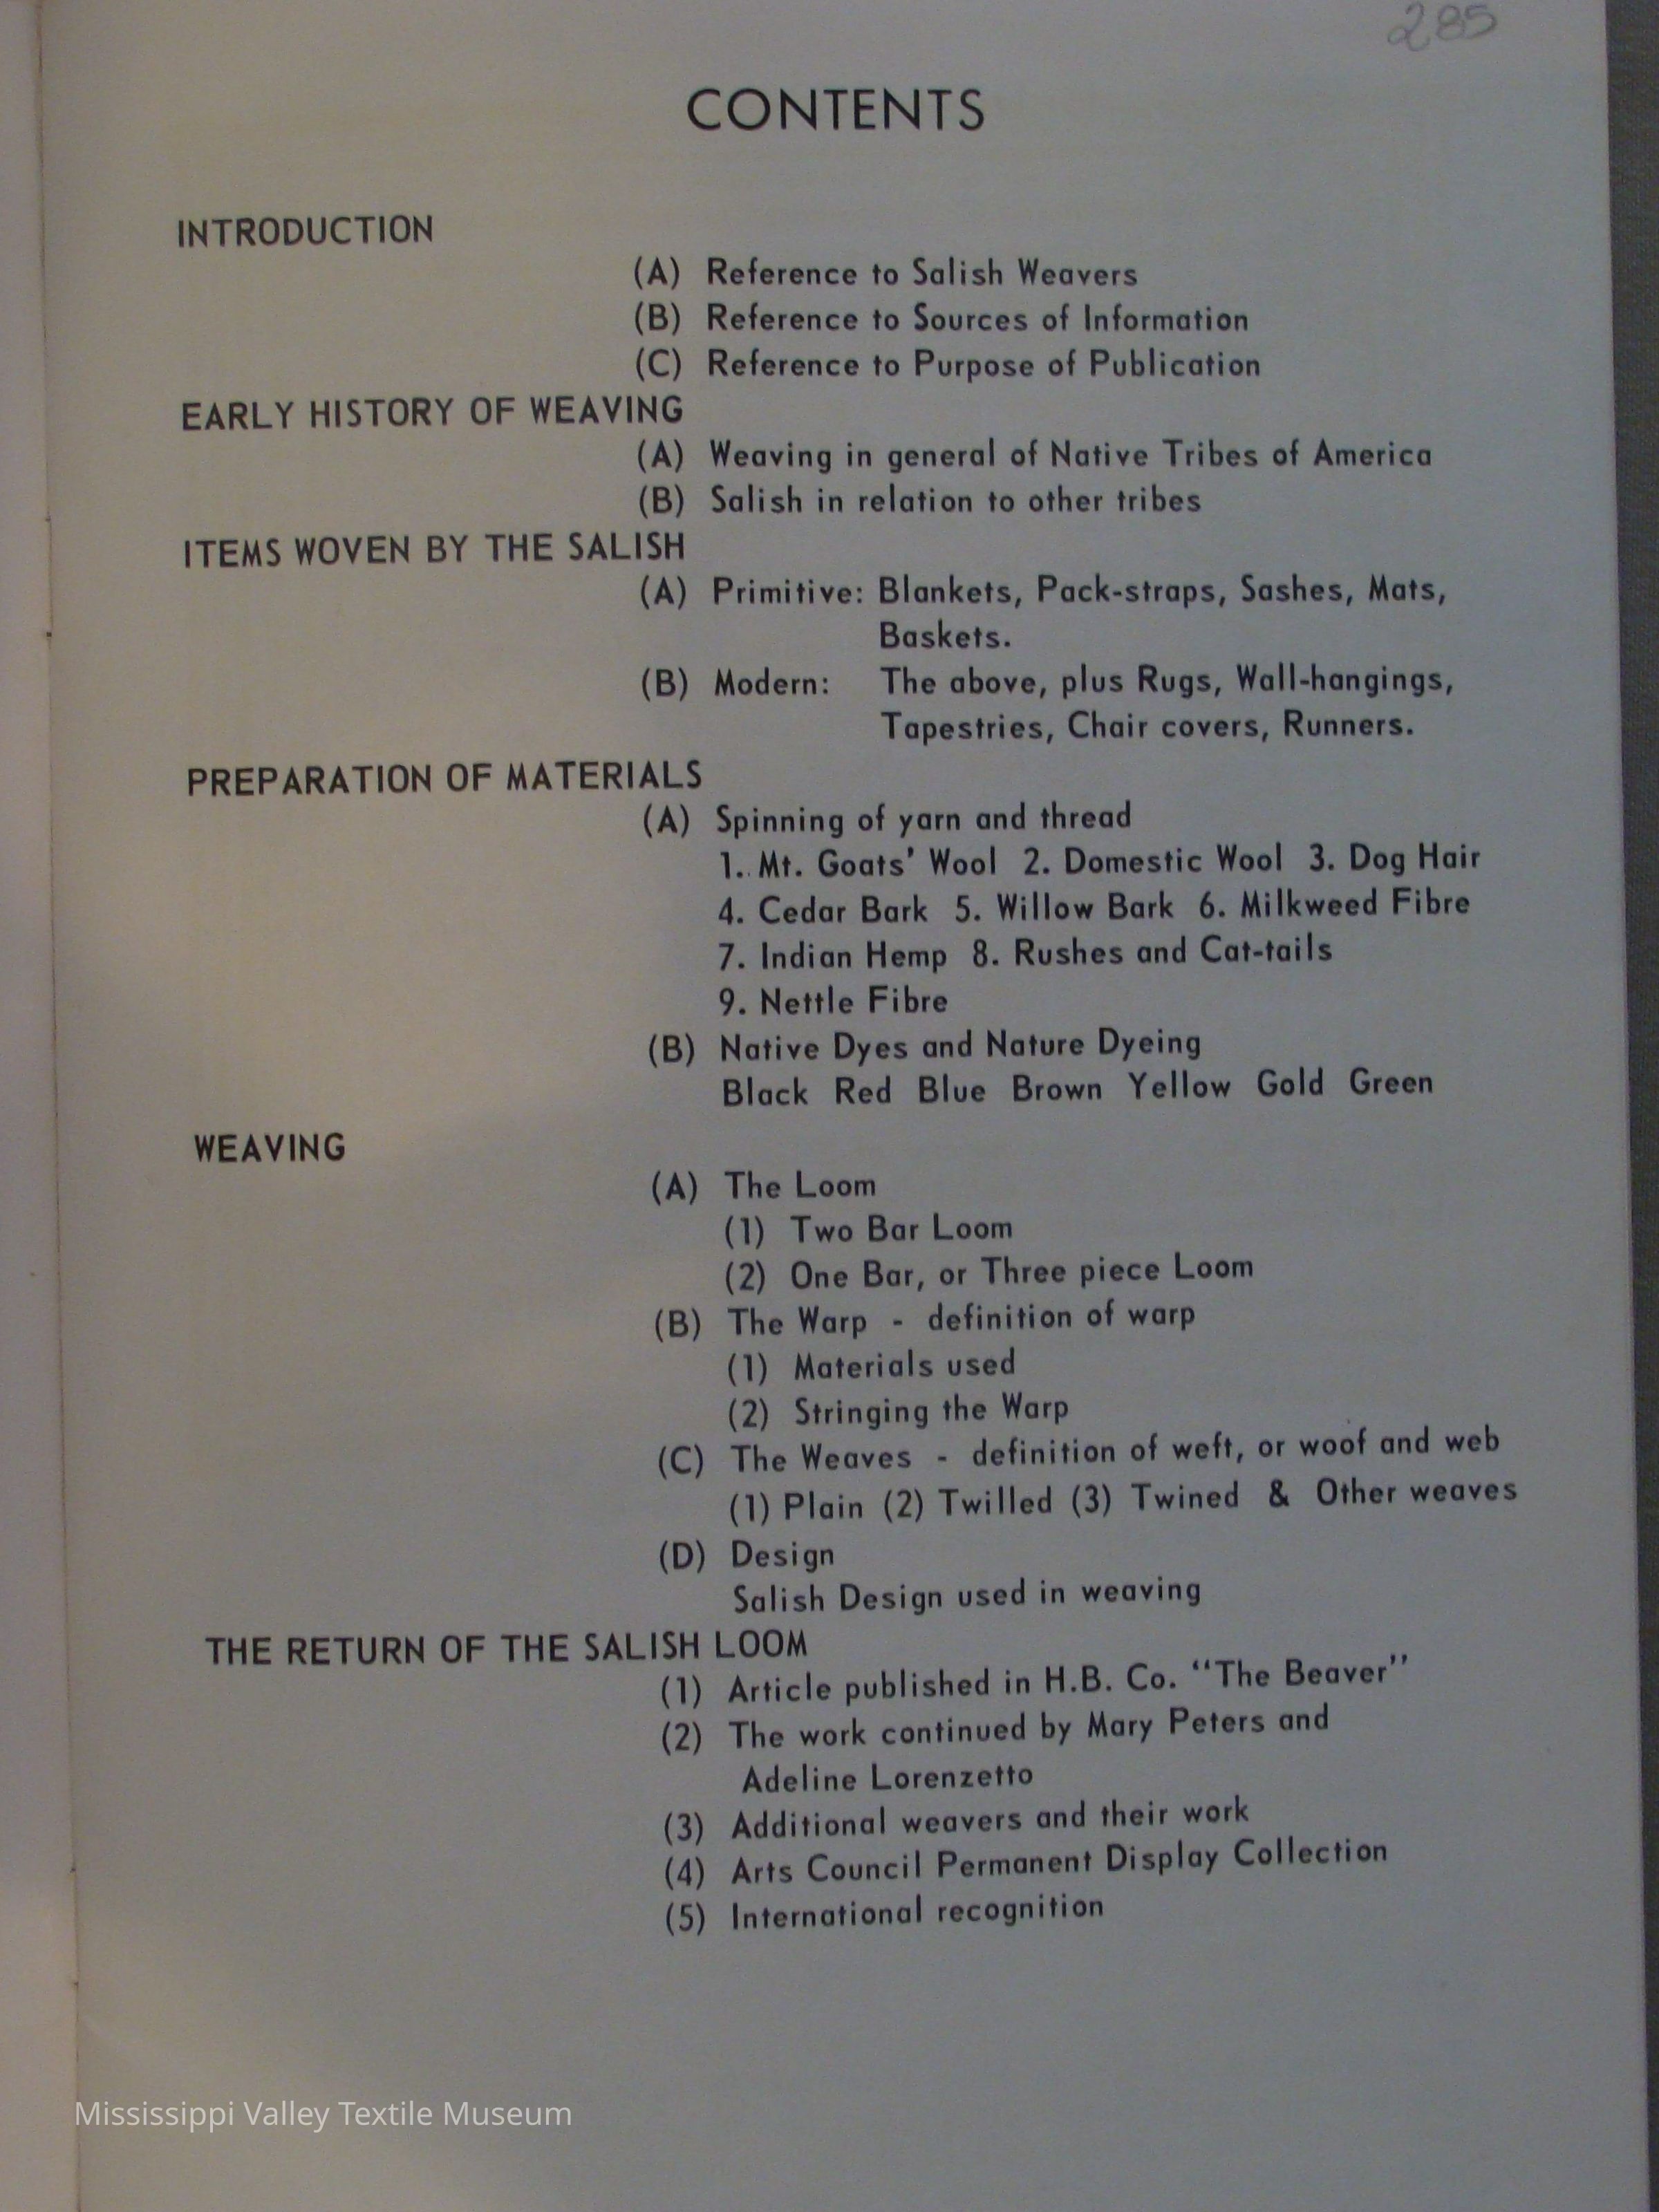 285
CONTENTS
INTRODUCTION
(A) Reference to Salish Weavers
(B) Reference to Sources of Information
(C) Reference to Purpose of Publication
EARLY HISTORY OF WEAVING
(A) Weaving in general of Native Tribes of America
(B) Salish in relation to other tribes
ITEMS WOVEN BY THE SALISH
(A) Primitive: Blankets, Pack-straps, Sashes, Mats,
Baskets.
(B) Modern: The above, plus Rugs, Wall-hangings,
Tapestries, Chair covers, Runners.
PREPARATION OF MATERIALS
(A) Spinning of yarn and thread
1. Mt. Goats' Wool 2. Domestic Wool 3. Dog Hair
4. Cedar Bark 5. Willow Bark 6. Milkweed Fibre
7. Indian Hemp 8. Rushes and Cat-tails
9. Nettle Fibre
(B) Native Dyes and Nature Dyeing
Black Red Blue Brown Yellow Gold Green
WEAVING
(A) The Loom
(1) Two Bar Loom
(2) One Bar, or Three piece Loom
(B) The Warp - definition of warp
(1) Materials used
(2) Stringing the Warp
(C) The Weaves - definition of weft, or woof and web
(1) Plain (2) Twilled (3) Twined & Other weaves
(D) Design
Salish Design used in weaving
THE RETURN OF THE SALISH LOOM
(1) Article published in H.B. Co. "The Beaver"
(2) The work continued by Mary Peters and
Adeline Lorenzetto
(3) Additional weavers and their work
(4) Arts Council Permanent Display Collection
(5) International recognition
Mississippi Valley Textile Museum